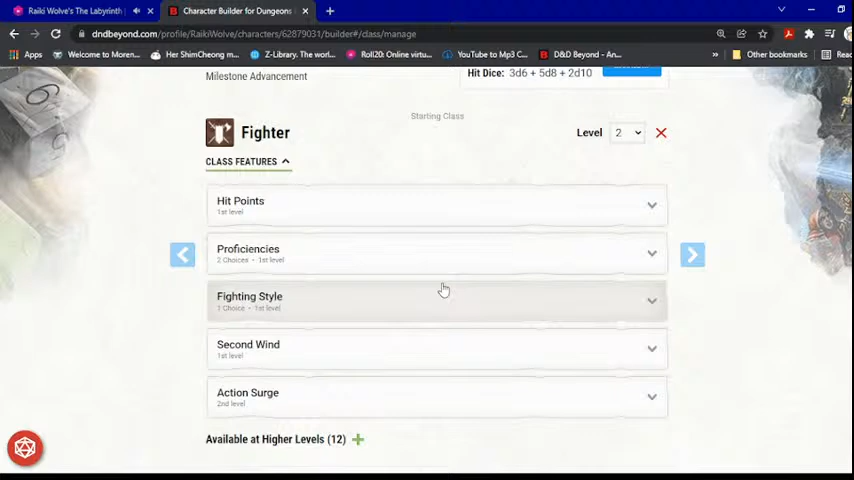 Raiki Wolve's The Labyrinth |
Character Builder for Dungeons
dndbeyond.com/profile/RaikiWolve/characters/62879031/builder#/class/manage
Apps
Welcome to Moren...
Her ShimCheong mo...
Z-Library. The worl...
Roll20: Online virtu...
YouTube to Mp3 C...
D&D Beyond - An...
»
Other bookmarks
Milestone Advancement
Hit Dice: 3d6 + 5d8 + 2d10
Starting Class
Fighter
Level 2
CLASS FEATURES
Hit Points
1st level
Proficiencies
2 Choices • 1st level
Fighting Style
1 Choice • 1st level
Second Wind
1st level
Action Surge
2nd level
Available at Higher Levels (12)